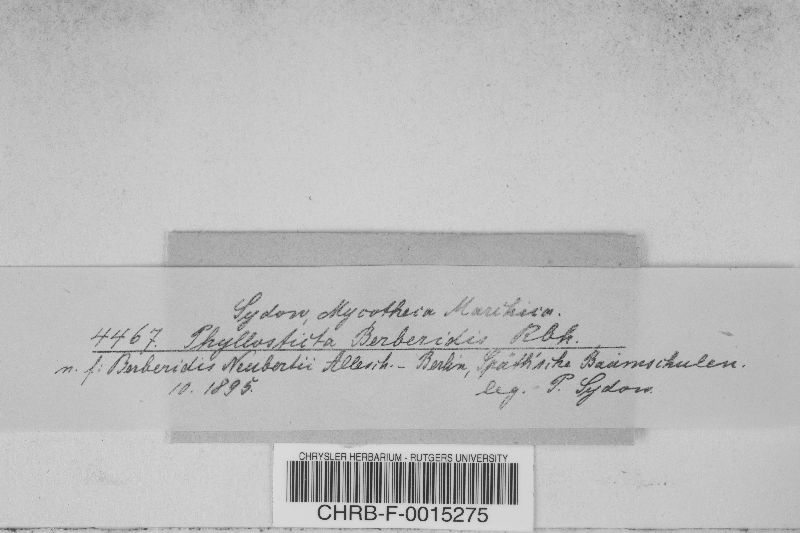 Sydow, Mycotheca Marchica.
4467. Phyllosticta Berberidis Rbh.
n. f: Berberidis Neubertii Allesch. - Berlin, Späth'sche Baumschulen.
10. 1895. leg. P. Sydow.
CHRYSLER HERBARIUM - RUTGERS UNIVERSITY
CHRB-F-0015275